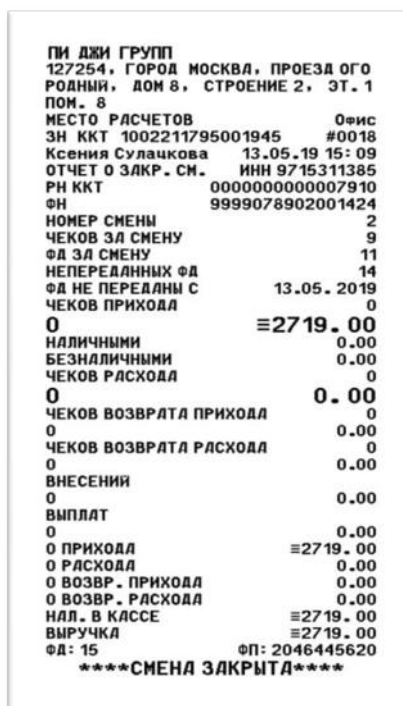 ПИ ДЖИ ГРУПП
127254, ГОРОД МОСКВА, ПРОЕЗД ОГО
РОДНЫЙ, ДОМ 8, СТРОЕНИЕ 2, ЭТ. 1
ПОМ. 8
МЕСТО РАСЧЕТОВ Офис
ЗН ККТ 1002211795001945 #0018
Ксения Сулацкова 13.05.19 15:09
ОТЧЕТ О ЗАКР. СМ. ИНН 9715311385
РН ККТ 0000000000007910
ФН 9999078902001424
НОМЕР СМЕНЫ 2
ЧЕКОВ ЗА СМЕНУ 9
ФД ЗА СМЕНУ 11
НЕПЕРЕДАННЫХ ФД 14
ФД НЕ ПЕРЕДАНЫ С 13.05.2019
ЧЕКОВ ПРИХОДА 0
0 ≡2719.00
НАЛИЧНЫМИ 0.00
БЕЗНАЛИЧНЫМИ 0.00
ЧЕКОВ РАСХОДА 0
0 0.00
ЧЕКОВ ВОЗВРАТА ПРИХОДА 0
0 0.00
ЧЕКОВ ВОЗВРАТА РАСХОДА 0
0 0.00
ВНЕСЕНИЙ
0 0.00
ВЫПЛАТ
0 0.00
0 ПРИХОДА ≡2719.00
0 РАСХОДА 0.00
0 ВОЗВР. ПРИХОДА 0.00
0 ВОЗВР. РАСХОДА 0.00
НАЛ. В КАССЕ ≡2719.00
ВЫРУЧКА ≡2719.00
ФД: 15 ФП: 2046445620
****СМЕНА ЗАКРЫТА****